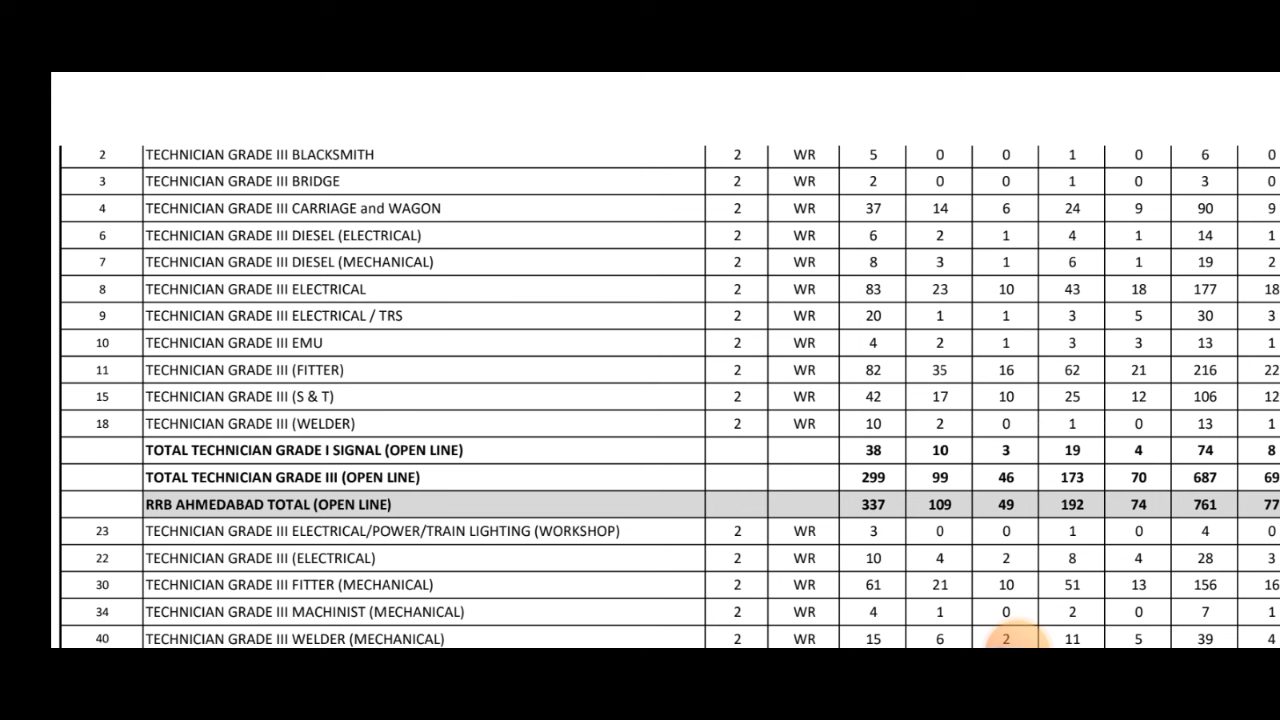 2 TECHNICIAN GRADE III BLACKSMITH 2 WR 5 0 0 1 0 6 0
3 TECHNICIAN GRADE III BRIDGE 2 WR 2 0 0 1 0 3 0
4 TECHNICIAN GRADE III CARRIAGE and WAGON 2 WR 37 14 6 24 9 90 9
6 TECHNICIAN GRADE III DIESEL (ELECTRICAL) 2 WR 6 2 1 4 1 14 1
7 TECHNICIAN GRADE III DIESEL (MECHANICAL) 2 WR 8 3 1 6 1 19 2
8 TECHNICIAN GRADE III ELECTRICAL 2 WR 83 23 10 43 18 177 18
9 TECHNICIAN GRADE III ELECTRICAL / TRS 2 WR 20 1 1 3 5 30 3
10 TECHNICIAN GRADE III EMU 2 WR 4 2 1 3 3 13 1
11 TECHNICIAN GRADE III (FITTER) 2 WR 82 35 16 62 21 216 22
15 TECHNICIAN GRADE III (S & T) 2 WR 42 17 10 25 12 106 12
18 TECHNICIAN GRADE III (WELDER) 2 WR 10 2 0 1 0 13 1
TOTAL TECHNICIAN GRADE I SIGNAL (OPEN LINE) 38 10 3 19 4 74 8
TOTAL TECHNICIAN GRADE III (OPEN LINE) 299 99 46 173 70 687 69
RRB AHMEDABAD TOTAL (OPEN LINE) 337 109 49 192 74 761 77
23 TECHNICIAN GRADE III ELECTRICAL/POWER/TRAIN LIGHTING (WORKSHOP) 2 WR 3 0 0 1 0 4 0
22 TECHNICIAN GRADE III (ELECTRICAL) 2 WR 10 4 2 8 4 28 3
30 TECHNICIAN GRADE III FITTER (MECHANICAL) 2 WR 61 21 10 51 13 156 16
34 TECHNICIAN GRADE III MACHINIST (MECHANICAL) 2 WR 4 1 0 2 0 7 1
40 TECHNICIAN GRADE III WELDER (MECHANICAL) 2 WR 15 6 2 11 5 39 4